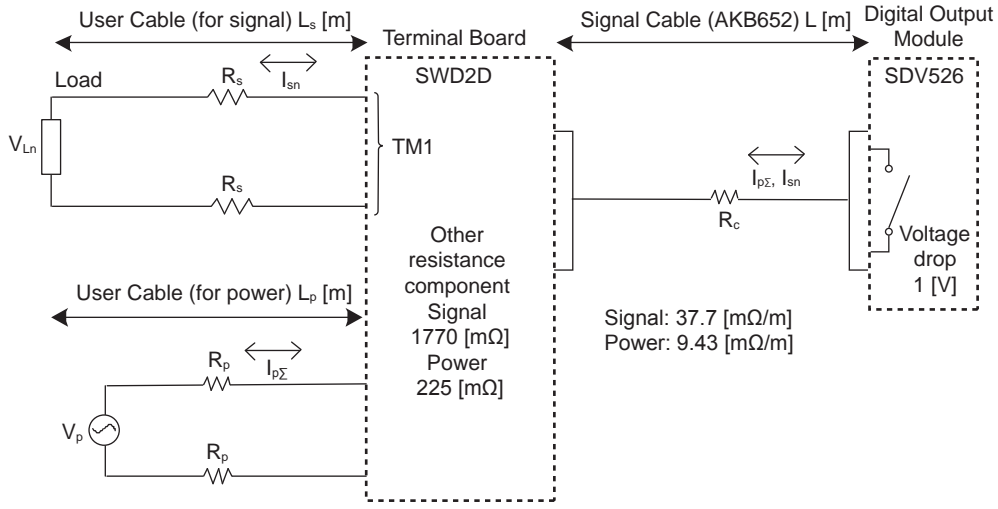 User Cable (for signal) Ls [m]
Signal Cable (AKB652) L [m]
Digital Output
Module
Terminal Board
SWD2D
SDV526
Load
Rs
Isn
VLn
TM1
Rs
IpΣ, Isn
Rc
Other
resistance
component
Signal
1770 [mΩ]
Power
225 [mΩ]
Voltage
drop
1 [V]
User Cable (for power) Lp [m]
Signal: 37.7 [mΩ/m]
Power: 9.43 [mΩ/m]
Rp
IpΣ
Vp
Rp